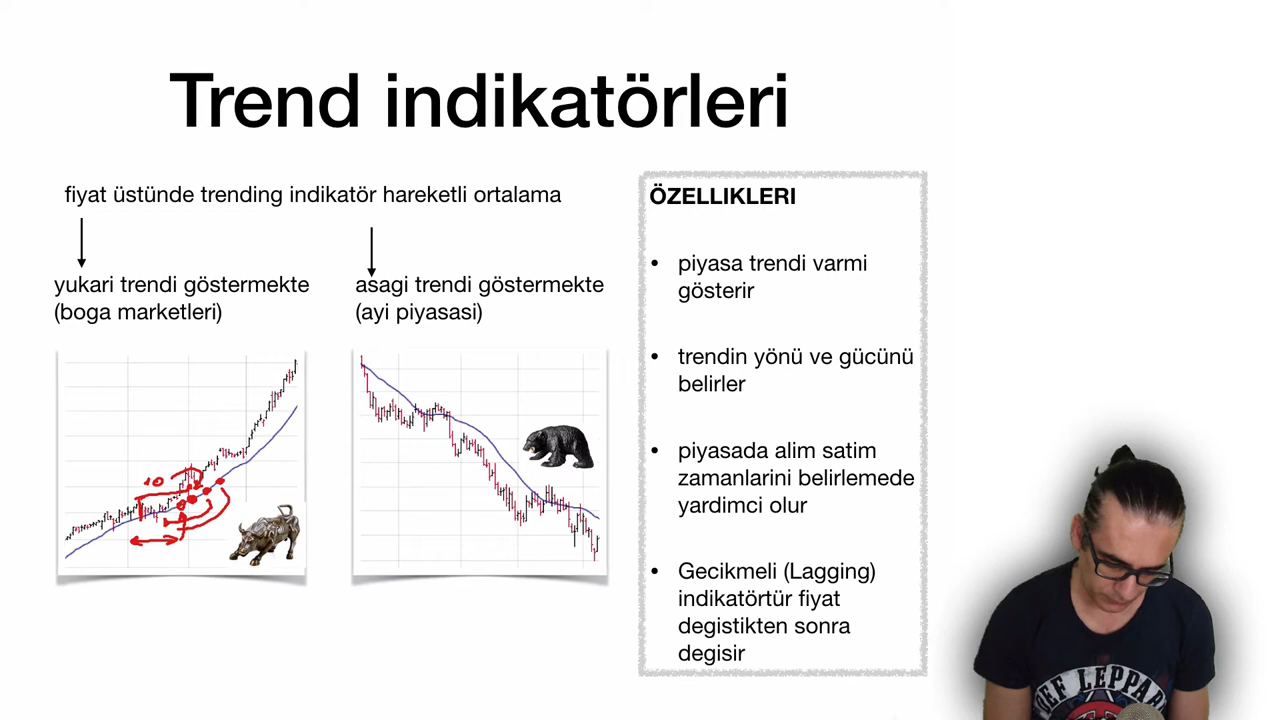 Trend indikatörleri
fiyat üstünde trending indikatör hareketli ortalama
yukari trendi göstermekte
(boga marketleri)
asagi trendi göstermekte
(ayi piyasasi)
10
ÖZELLIKLERI
• piyasa trendi varmi
gösterir
• trendin yönü ve gücünü
belirler
• piyasada alim satim
zamanlarini belirlemede
yardimci olur
• Gecikmeli (Lagging)
indikatörtür fiyat
degistikten sonra
degisir
DEF LEPPARD